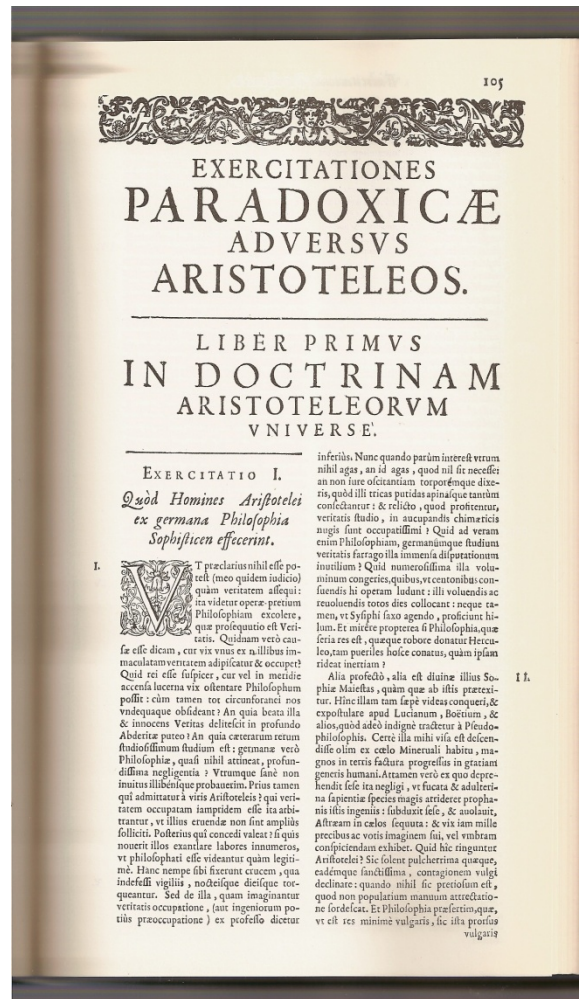 105
EXERCITATIONES
PARADOXICÆ
ADVERSVS
ARISTOTELEOS.
LIBER PRIMVS
IN DOCTRINAM
ARISTOTELEORVM
VNIVERSE.
EXERCITATIO I.
Quòd Homines Aristotelei
ex germana Philosophia
Sophisticen effecerint.
I.
VT præclarius nihil esse po-
test (meo quidem iudicio)
quàm veritatem assequi:
ita videtur operæ-pretium
Philosophiam excolere,
quæ prosequutio est Veri-
tatis. Quidnam verò cau-
sæ esse dicam, cur vix vnus ex n.illibus im-
maculatam veritatem adipiscatur & occupet?
Quid rei esse suspicer, cur vel in meridie
accensa lucerna vix ostentare Philosophum
possit: cùm tamen tot circunforanei nos
vndequaque obsideant? An quia beata illa
& innocens Veritas delitescit in profundo
Abderitæ puteo? An quia cæterarum rerum
studiosissimum studium est: germanæ verò
Philosophiæ, quasi nihil attineat, profun-
dissima negligentia? Vtrumque sanè non
inuitus illibénsque probauerim. Prius tamen
quî admittatur à viris Aristoteleis? qui veri-
tatem occupatam iamptidem esse ita arbi-
trantur, vt illius eruendæ non sint ampliùs
solliciti. Posterius quî concedi valeat? si quis
nouerit illos exantlare labores innumeros,
vt philosophati esse videantur quàm legiti-
mè. Hanc nempe sibi fixerunt crucem, qua
indefessi vigiliis, noctésque diésque tor-
queantur. Sed de illa, quam imaginantur
veritatis occupatione, (aut ingeniorum po-
tiùs præoccupatione) ex professo dicetur
inferiùs. Nunc quando parùm interest vtrum
nihil agas, an id agas, quod nil sit necesse;
an non iure oscitantiam torporémque dixe-
ris, quòd illi tricas putidas apinásque tantùm
consectantur: & relicto, quod profitentur,
veritatis studio, in aucupandis chimæticis
nugis sunt occupatissimi? Quid ad veram
enim Philosophiam, germanúmque studium
veritatis farrago illa immensa disputationum
inutilium? Quid numerosissima illa volu-
minum congeries, quibus, vt centonibus con-
suendis hi operam ludunt: illi voluendis ac
reuoluendis totos dies collocant: neque ta-
men, vt Sysiphi saxo agendo, proficiunt hi-
lum. Et mirére propterea si Philosophia, quæ
seria res est, quæque robore donatur Hercu-
leo, tam pueriles hosce conatus, quàm ipsam
rideat inertiam?
II.
Alia profectò, alia est diuinæ illius So-
phiæ Maiestas, quàm quæ ab istis prætexi-
tur. Hinc illam sæpè videas conqueri, &
expostulare apud Lucianum, Boëtium, &
alios, quòd adeò indignè tractetur à Pseudo-
philosophis. Certè illa mihi visa est descen-
disse olim ex cœlo Mineruali habitu, ma-
gnos in terris factura progressus in gratiam
generis humani. Attamen verò ex quo depre-
hendit sese ita negligi, vt fucata & adulteri-
na sapientiæ species magis attrideret propha-
nis istis ingeniis: subduxit sese, & auolauit,
Astræam in cælos sequuta: & vix iam mille
precibus ac votis imaginem sui, vel vmbram
conspiciendam exhibet. Quid hîc ringuntur
Aristotelei? Sic solent pulcherrima quæque,
eadémque sanctissima, contagionem vulgi
declinare: quando nihil sic pretiosum est,
quod non popularium manuum attrectatio-
ne sordescat. Et Philosophia præsertim, quæ,
vt est res minimè vulgaris, sic ista prorsus
vulgaris